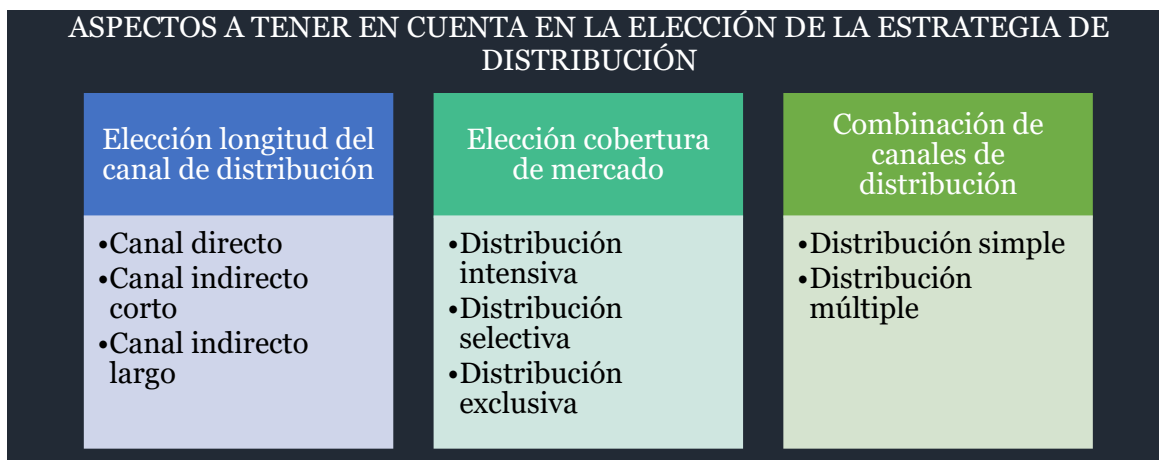 ASPECTOS A TENER EN CUENTA EN LA ELECCIÓN DE LA ESTRATEGIA DE
DISTRIBUCIÓN
Elección longitud del
canal de distribución
•Canal directo
•Canal indirecto
corto
•Canal indirecto
largo
Elección cobertura
de mercado
•Distribución
intensiva
•Distribución
selectiva
•Distribución
exclusiva
Combinación de
canales de
distribución
•Distribución simple
•Distribución
múltiple